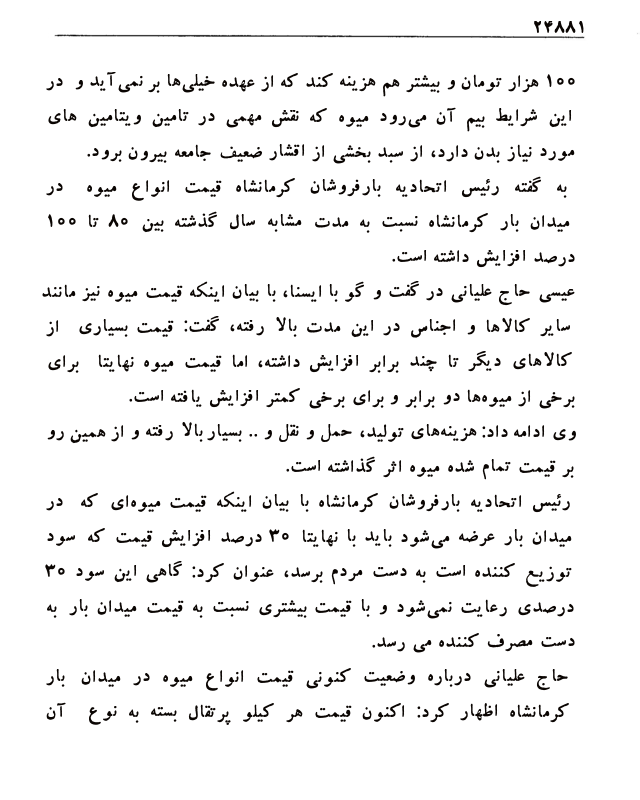 ۲۴۸۸۱
۱۰۰ هزار تومان و بیشتر هم هزینه کند که از عهده خیلی‌ها بر نمی‌آید و در
این شرایط بیم آن می‌رود میوه که نقش مهمی در تامین ویتامین های
مورد نیاز بدن دارد، از سبد بخشی از اقشار ضعیف جامعه بیرون برود.
به گفته رئیس اتحادیه بارفروشان کرمانشاه قیمت انواع میوه در
میدان بار کرمانشاه نسبت به مدت مشابه سال گذشته بین ۸۰ تا ۱۰۰
درصد افزایش داشته است.
عیسی حاج علیانی در گفت و گو با ایسنا، با بیان اینکه قیمت میوه نیز مانند
سایر کالاها و اجناس در این مدت بالا رفته، گفت: قیمت بسیاری از
کالاهای دیگر تا چند برابر افزایش داشته، اما قیمت میوه نهایتا برای
برخی از میوه‌ها دو برابر و برای برخی کمتر افزایش یافته است.
وی ادامه داد: هزینه‌های تولید، حمل و نقل و .. بسیار بالا رفته و از همین رو
بر قیمت تمام شده میوه اثر گذاشته است.
رئیس اتحادیه بارفروشان کرمانشاه با بیان اینکه قیمت میوه‌ای که در
میدان بار عرضه می‌شود باید با نهایتا ۳۰ درصد افزایش قیمت که سود
توزیع کننده است به دست مردم برسد، عنوان کرد: گاهی این سود ۳۰
درصدی رعایت نمی‌شود و با قیمت بیشتری نسبت به قیمت میدان بار به
دست مصرف کننده می رسد.
حاج علیانی درباره وضعیت کنونی قیمت انواع میوه در میدان بار
کرمانشاه اظهار کرد: اکنون قیمت هر کیلو پرتقال بسته به نوع آن